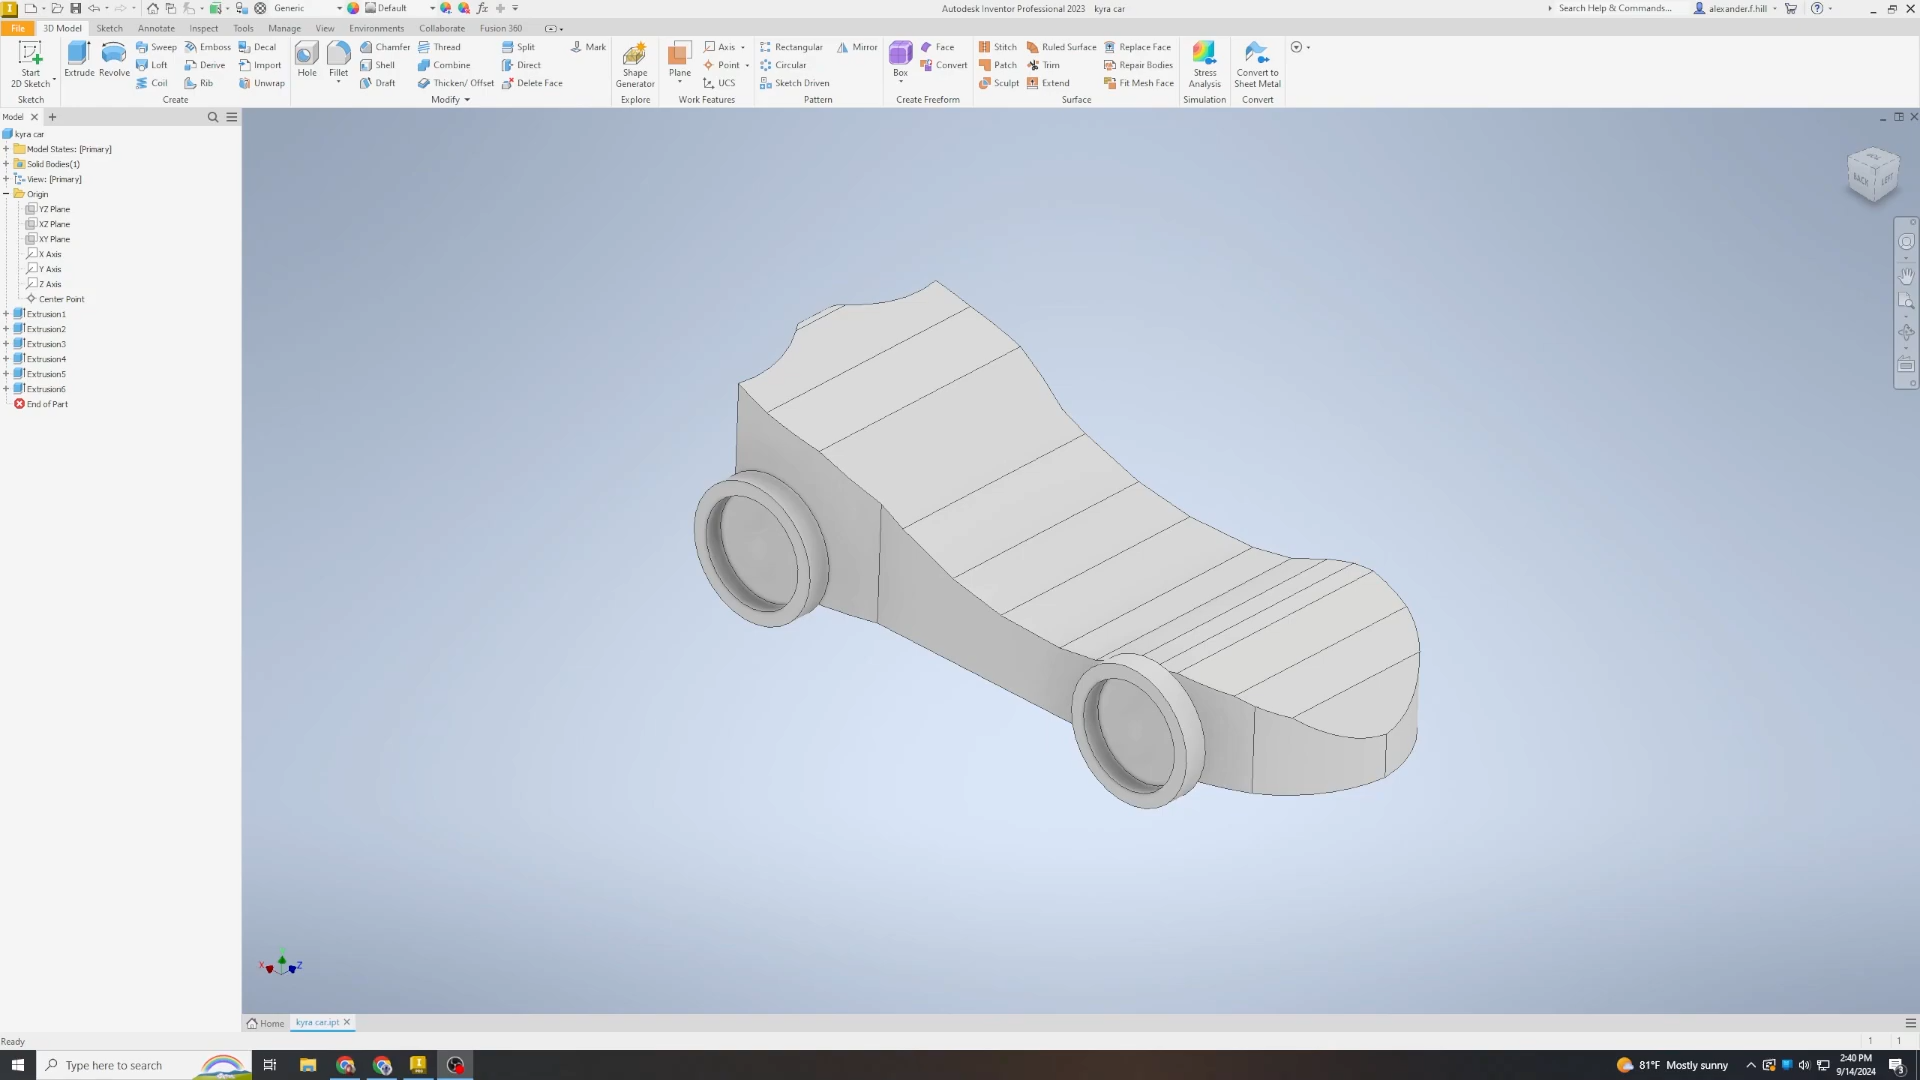 Generic
Default
Autodesk Inventor Professional 2023 kyra car
Search Help & Commands...
alexander.f.hill
File 3D Model Sketch Annotate Inspect Tools Manage View Environments Collaborate Fusion 360
Start
2D Sketch
Sketch
Extrude
Revolve
Sweep
Loft
Coil
Emboss
Derive
Rib
Decal
Import
Unwrap
Create
Hole
Fillet
Chamfer
Shell
Draft
Thread
Combine
Thicken/ Offset
Split
Direct
Delete Face
Mark
Modify
Shape
Generator
Explore
Plane
Axis
Point
UCS
Work Features
Rectangular
Circular
Sketch Driven
Mirror
Pattern
Box
Face
Convert
Create Freeform
Stitch
Patch
Sculpt
Ruled Surface
Trim
Extend
Replace Face
Repair Bodies
Fit Mesh Face
Surface
Stress
Analysis
Simulation
Convert to
Sheet Metal
Convert
Model
kyra car
Model States: [Primary]
Solid Bodies(1)
View: [Primary]
Origin
YZ Plane
XZ Plane
XY Plane
X Axis
Y Axis
Z Axis
Center Point
Extrusion1
Extrusion2
Extrusion3
Extrusion4
Extrusion5
Extrusion6
End of Part
BACK LEFT
X Z
Home kyra car.ipt
Ready
1 1
Type here to search
81°F Mostly sunny
2:40 PM
9/14/2024
3